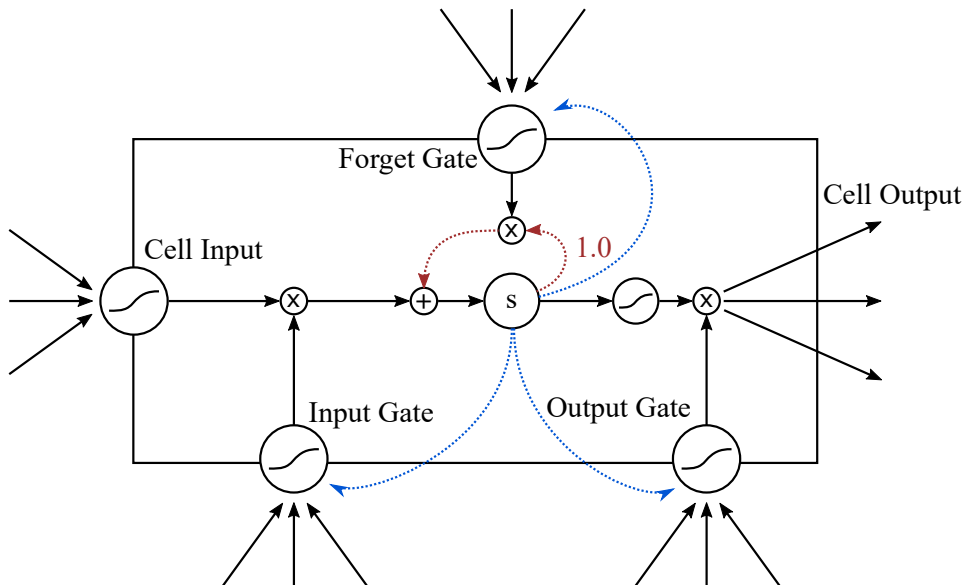 Forget Gate
Cell Output
x
1.0
Cell Input
x
+
s
x
Input Gate
Output Gate